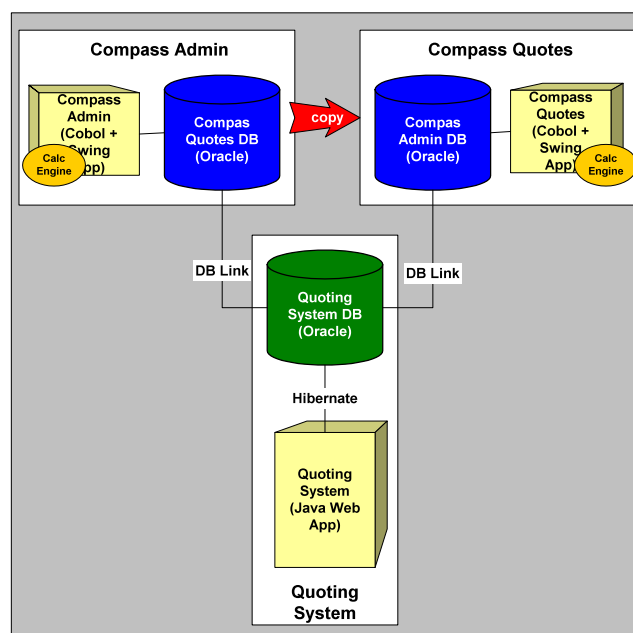 Compass Admin
Compass Quotes
Compass
Admin
(Cobol +
Swing
App)
Calc
Engine
Compas
Quotes DB
(Oracle)
copy
Compas
Admin DB
(Oracle)
Compass
Quotes
(Cobol +
Swing
App)
Calc
Engine
DB Link
DB Link
Quoting
System DB
(Oracle)
Hibernate
Quoting
System
(Java Web
App)
Quoting
System